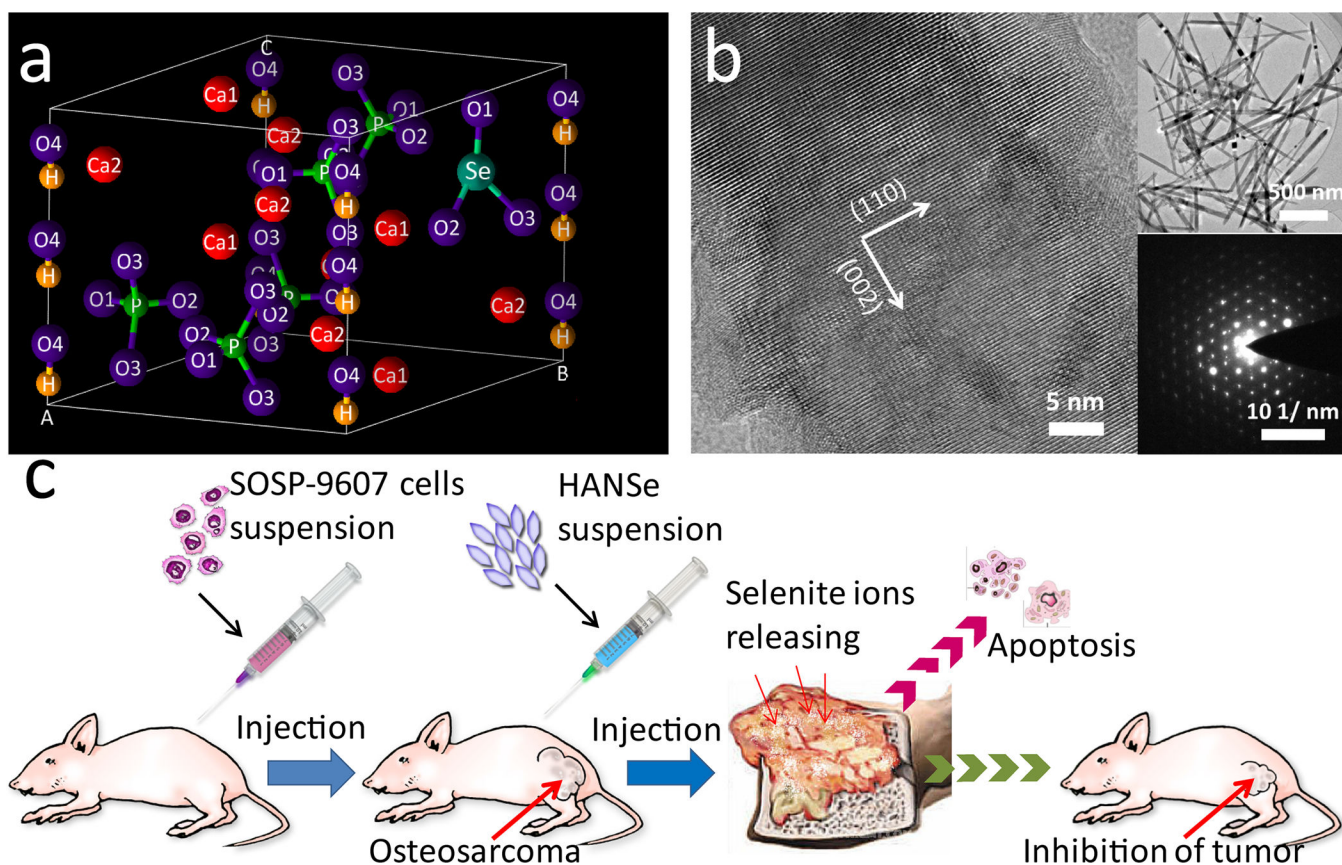 a
C
O4
H
Ca1
O3
O1
P
O2
O1
Se
O2
O3
O4
H
O4
H
Ca2
Ca2
O3
O1
P
O4
H
Ca2
O3
Ca1
O4
H
O4
H
Ca1
O3
O4
O4
H
O3
O1
P
O2
O3
P
O2
Ca2
O4
H
O2
P
O1
O3
Ca2
O3
O3
O4
H
Ca1
O4
H
A
B
b
(110)
(002)
5 nm
500 nm
10 1/ nm
c
SOSP-9607 cells
suspension
HANSe
suspension
Selenite ions
releasing
Apoptosis
Injection
Injection
Osteosarcoma
Inhibition of tumor